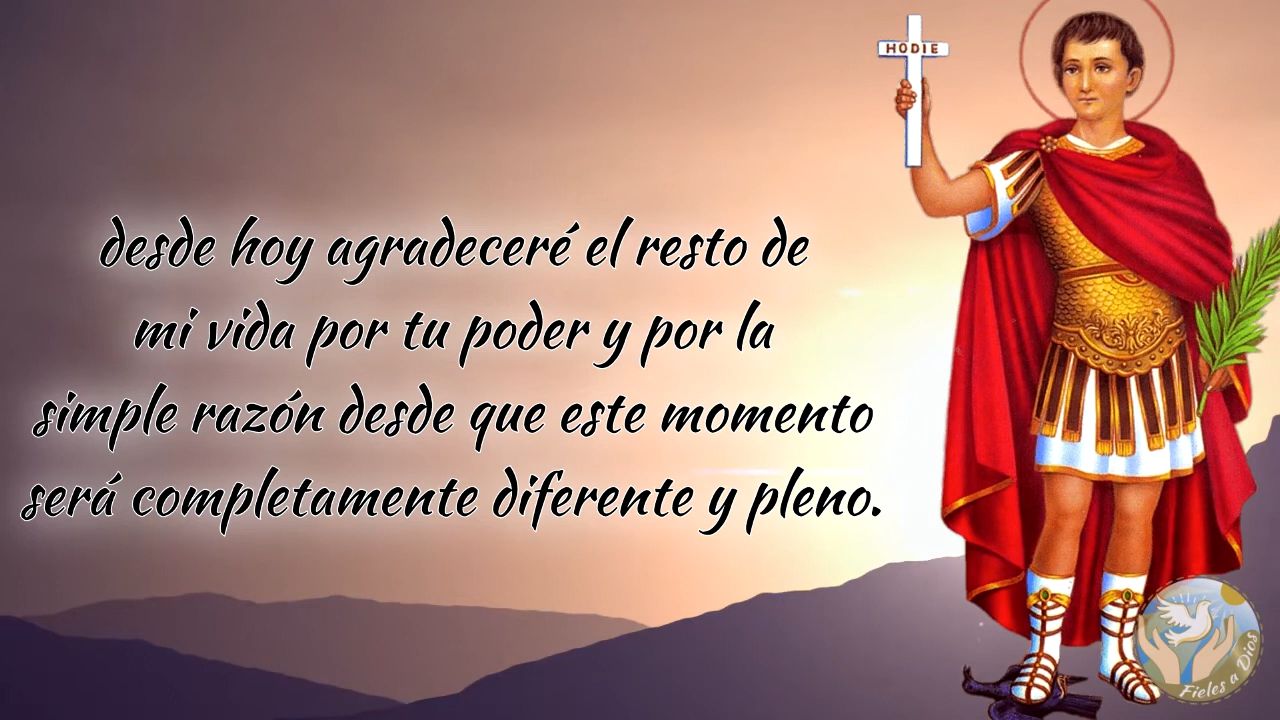 HODIE
desde hoy agradeceré el resto de
mi vida por tu poder y por la
simple razón desde que este momento
será completamente diferente y pleno.
Fieles a Dios